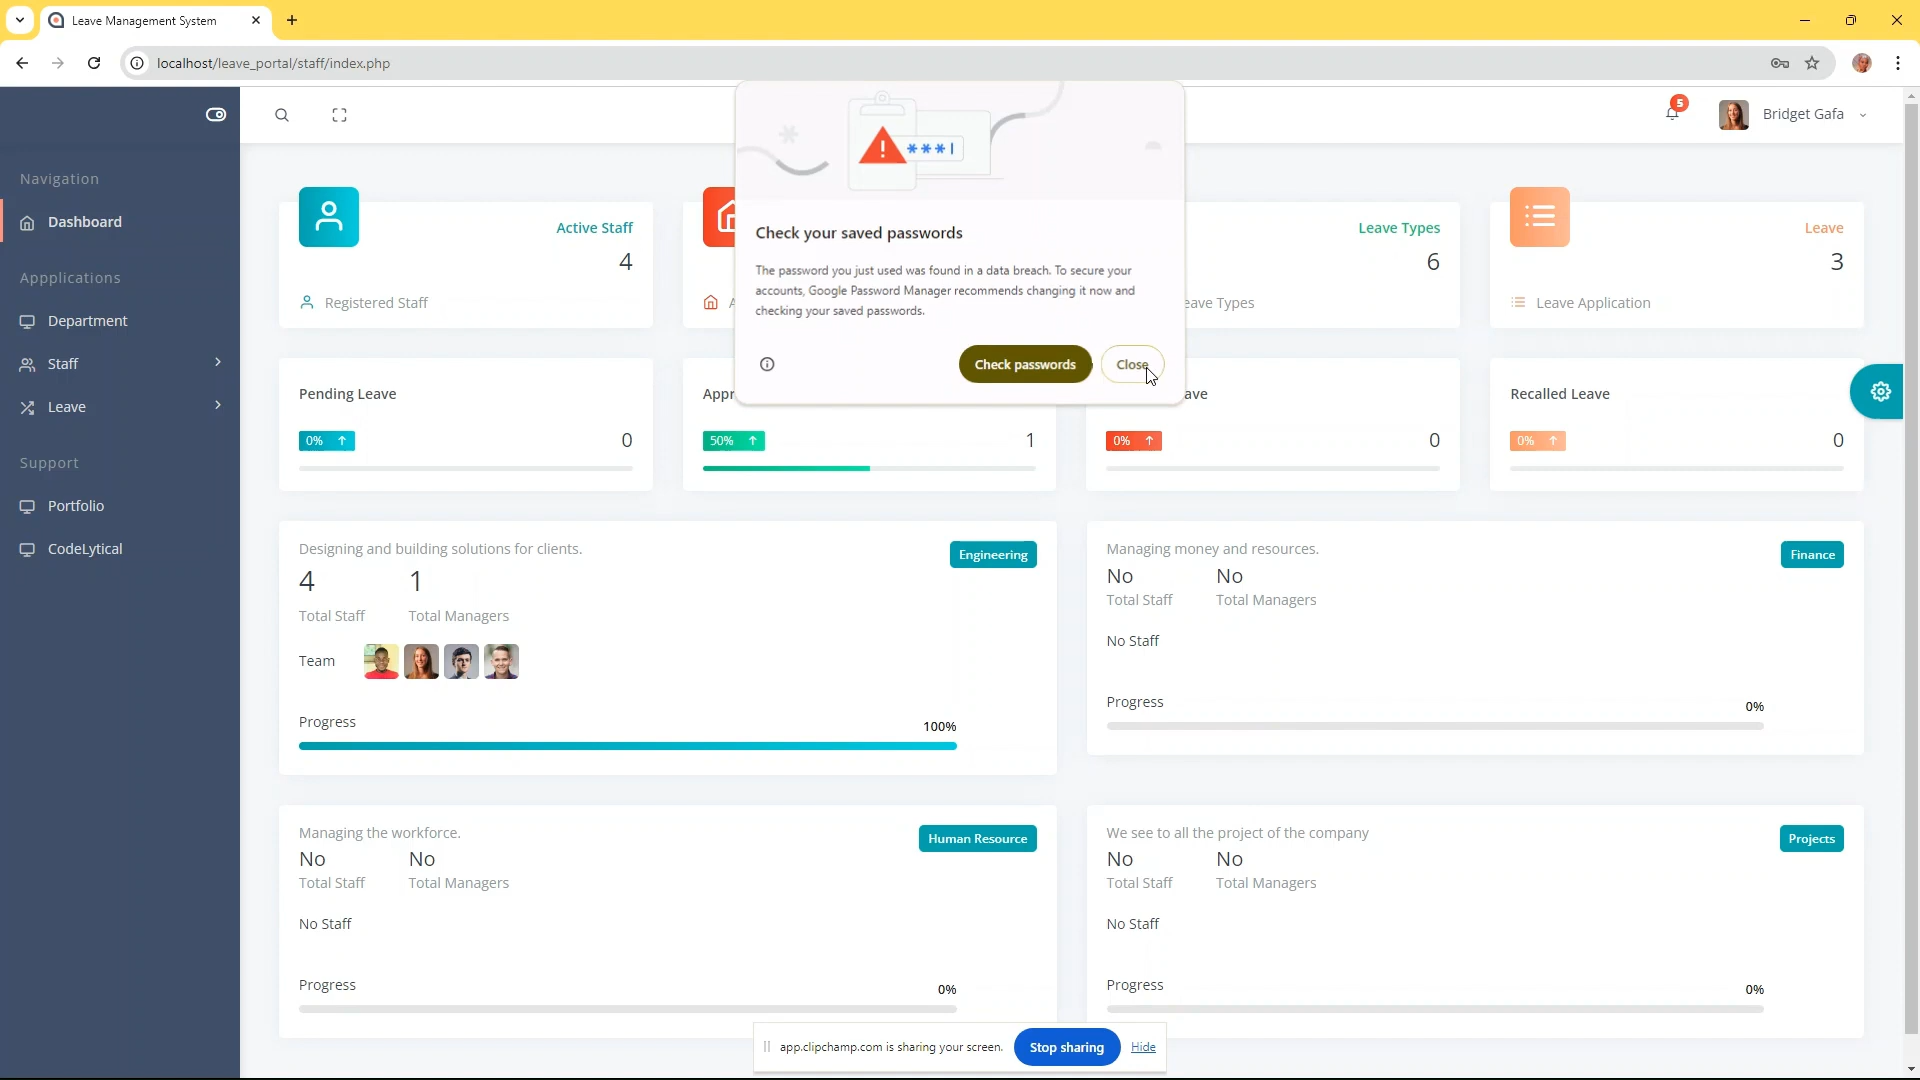 Leave Management System
localhost/leave_portal/staff/index.php
5
Bridget Gafa
Navigation
Dashboard
Appplications
Department
Staff
Leave
Support
Portfolio
CodeLytical
Active Staff
4
Registered Staff
Leave Types
6
eave Types
Leave
3
Leave Application
***
Check your saved passwords
The password you just used was found in a data breach. To secure your
accounts, Google Password Manager recommends changing it now and
checking your saved passwords.
Check passwords
Close
Pending Leave
0%
0
Appr
50%
1
ave
0%
0
Recalled Leave
0%
0
Designing and building solutions for clients.
Engineering
4
1
Total Staff
Total Managers
Team
Progress
100%
Managing money and resources.
Finance
No
No
Total Staff
Total Managers
No Staff
Progress
0%
Managing the workforce.
Human Resource
No
No
Total Staff
Total Managers
No Staff
Progress
0%
We see to all the project of the company
Projects
No
No
Total Staff
Total Managers
No Staff
Progress
0%
app.clipchamp.com is sharing your screen.
Stop sharing
Hide